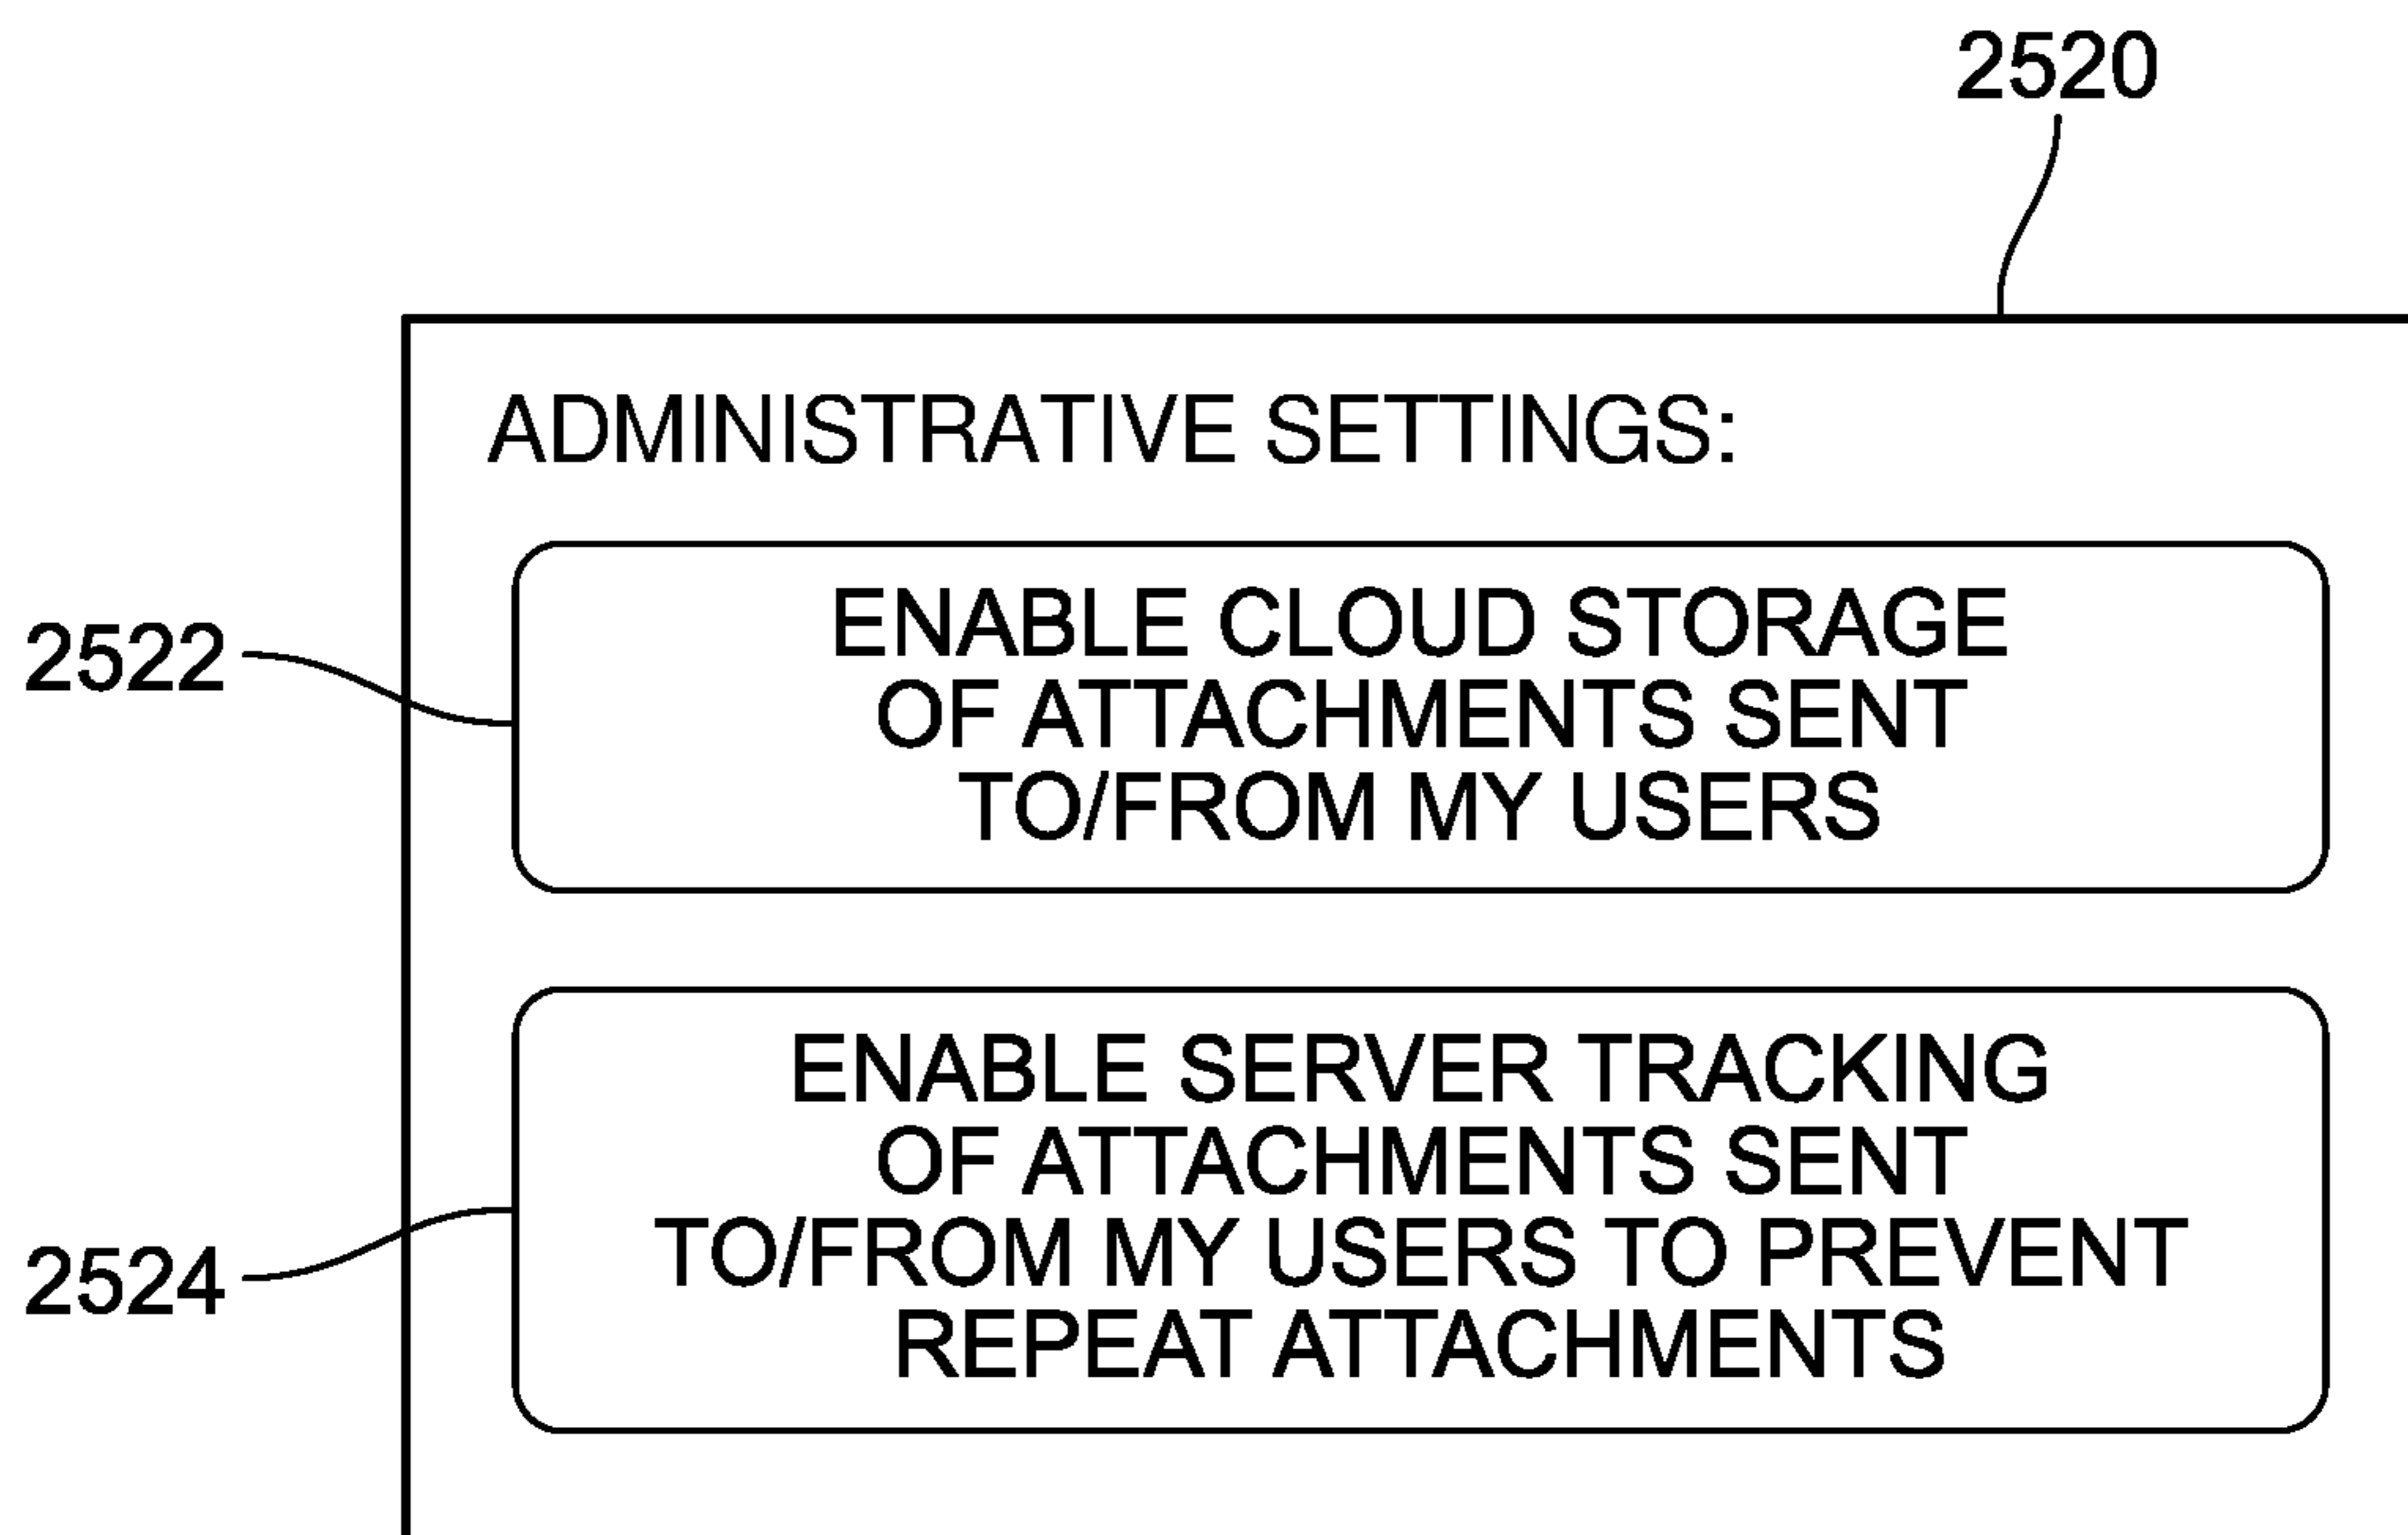 2520
ADMINISTRATIVE SETTINGS:
2522
ENABLE CLOUD STORAGE
OF ATTACHMENTS SENT
TO/FROM MY USERS
2524
ENABLE SERVER TRACKING
OF ATTACHMENTS SENT
TO/FROM MY USERS TO PREVENT
REPEAT ATTACHMENTS